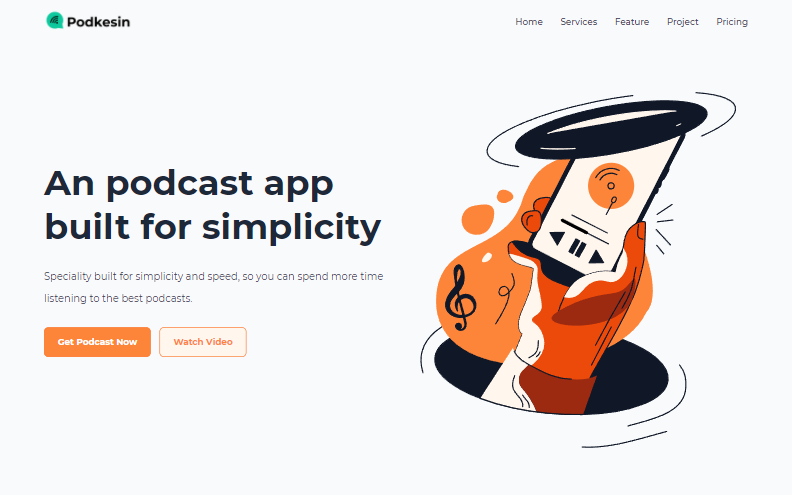 Podkesin
Home Services Feature Project Pricing
An podcast app
built for simplicity
Speciality built for simplicity and speed, so you can spend more time
listening to the best podcasts.
Get Podcast Now Watch Video